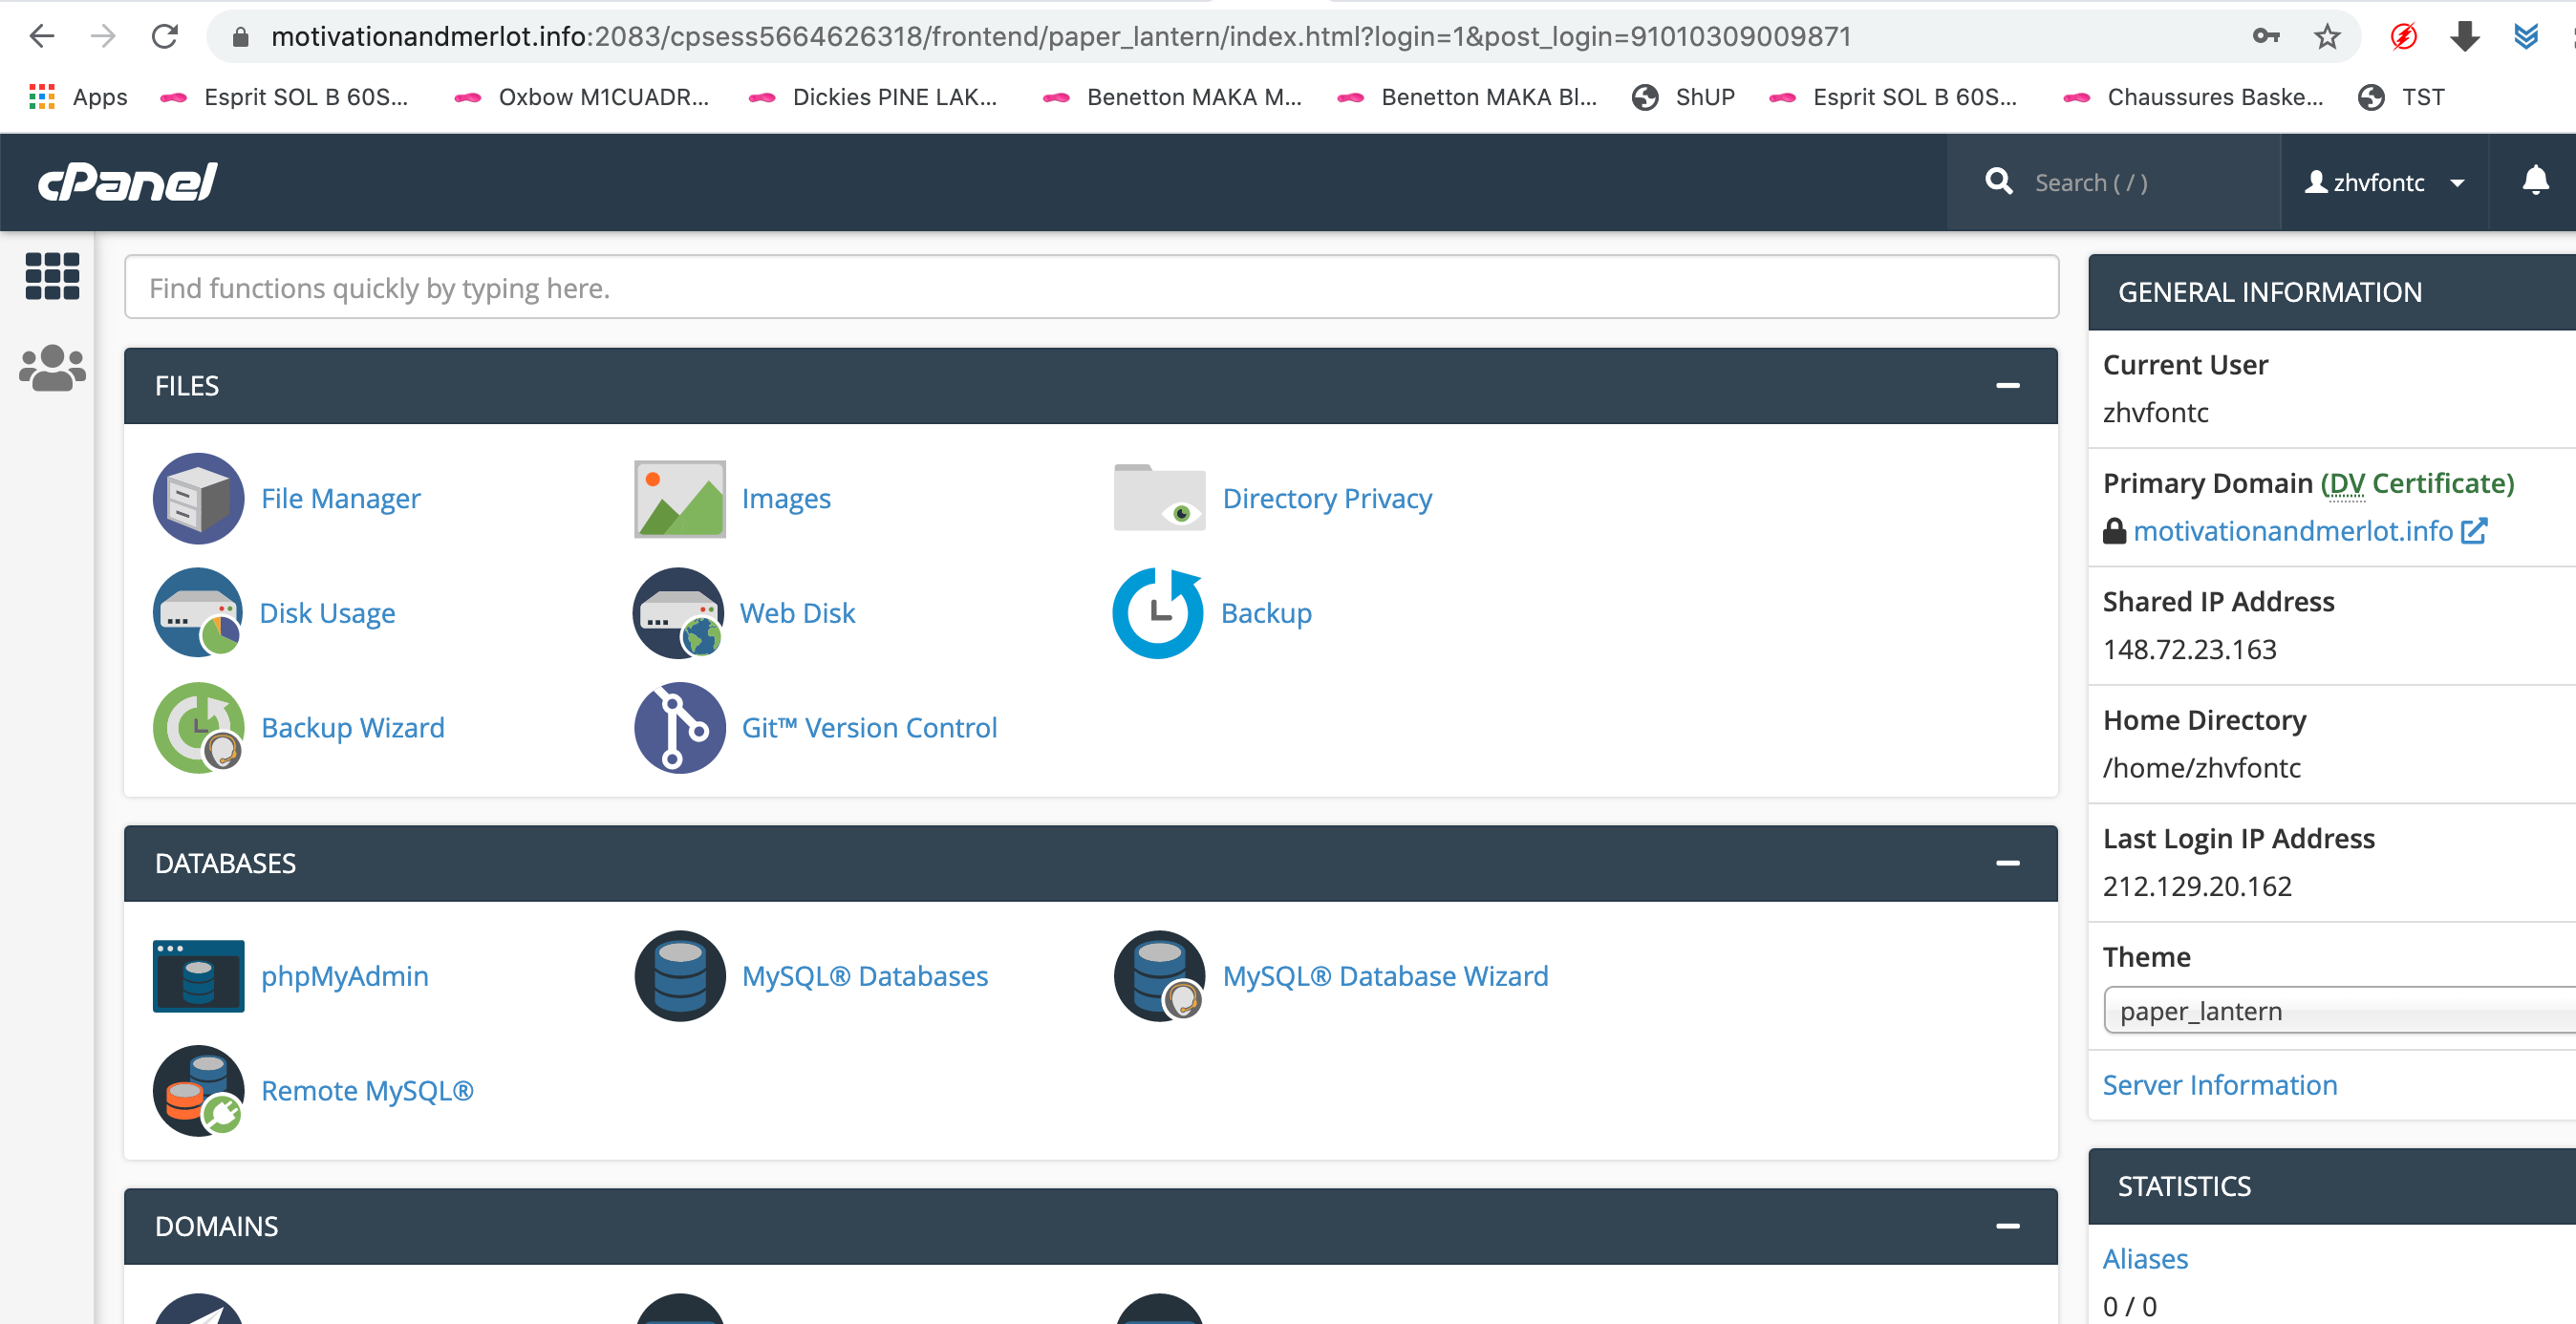 motivationandmerlot.info:2083/cpsess5664626318/frontend/paper_lantern/index.html?login=1&post_login=91010309009871
Apps Esprit SOL B 60S... Oxbow M1CUADR... Dickies PINE LAK... Benetton MAKA M... Benetton MAKA Bl... ShUP Esprit SOL B 60S... Chaussures Baske... TST
cPanel Search ( / ) zhvfontc
Find functions quickly by typing here.
FILES
File Manager Images Directory Privacy
Disk Usage Web Disk Backup
Backup Wizard Git™ Version Control
DATABASES
phpMyAdmin MySQL® Databases MySQL® Database Wizard
Remote MySQL®
DOMAINS
GENERAL INFORMATION
Current User
zhvfontc
Primary Domain (DV Certificate)
motivationandmerlot.info
Shared IP Address
148.72.23.163
Home Directory
/home/zhvfontc
Last Login IP Address
212.129.20.162
Theme
paper_lantern
Server Information
STATISTICS
Aliases
0 / 0